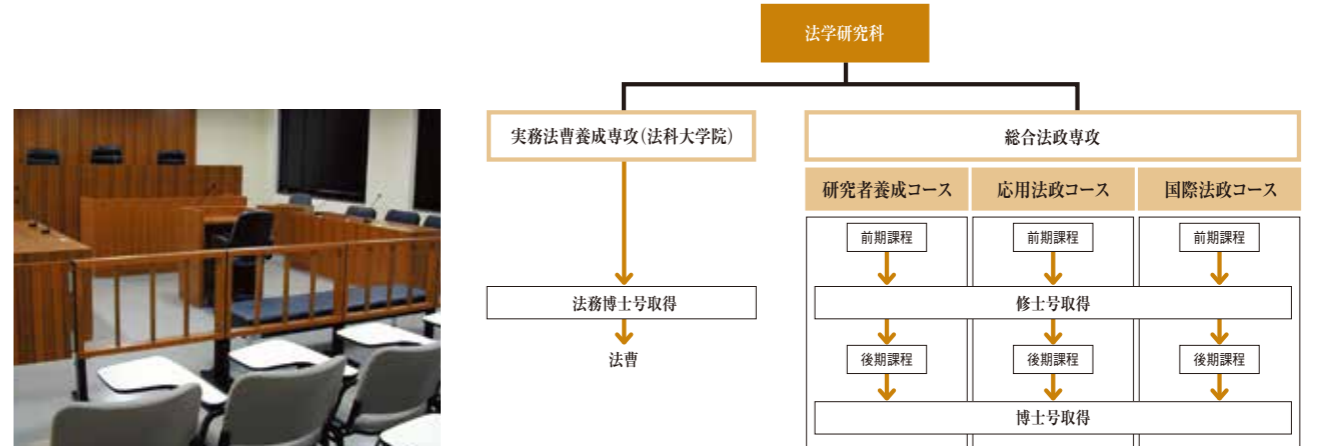 法学研究科
実務法曹養成専攻(法科大学院)
総合法政専攻
研究者養成コース
応用法政コース
国際法政コース
前期課程
前期課程
前期課程
法務博士号取得
修士号取得
法曹
後期課程
後期課程
後期課程
博士号取得